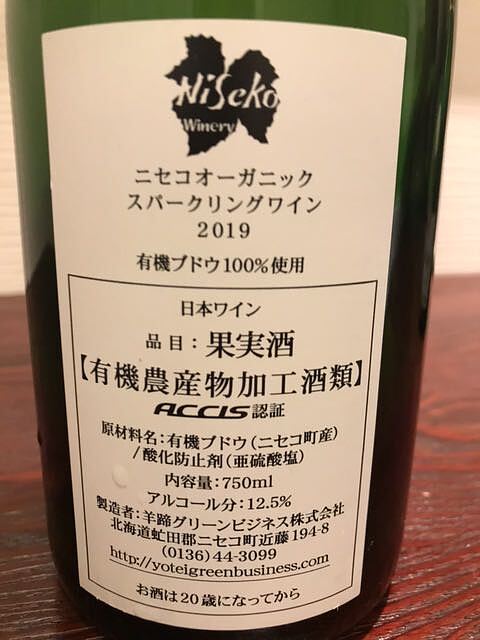 NiSeko
Winery
ニセコオーガニック
スパークリングワイン
2019
有機ブドウ100%使用
日本ワイン
品目：果実酒
【有機農産物加工酒類】
ACCIS認証
原材料名：有機ブドウ（ニセコ町産）
/酸化防止剤（亜硫酸塩）
内容量：750ml
アルコール分：12.5%
製造者：羊蹄グリーンビジネス株式会社
北海道虻田郡ニセコ町近藤194-8
(0136)44-3099
http://yoteigreenbusiness.com
お酒は20歳になってから